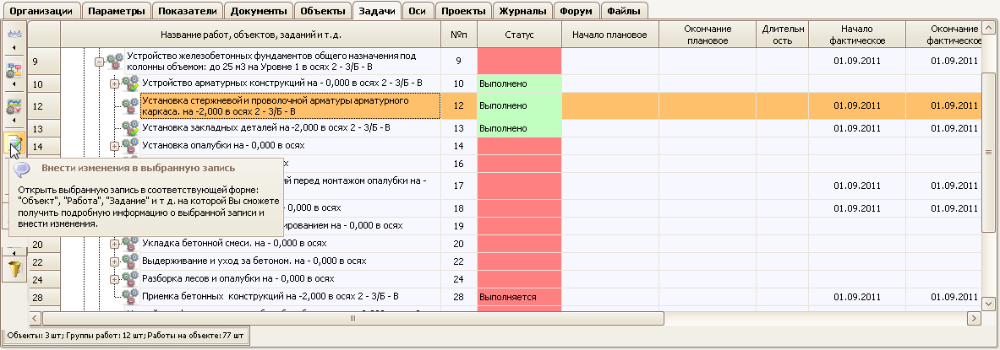 Организации Параметры Показатели Документы Объекты Задачи Оси Проекты Журналы Форум Файлы
Название работ, объектов, заданий и т.д. №п Статус Начало плановое Окончание плановое Длительн ость Начало фактическое Окончание фактическое
9 Устройство железобетонных фундаментов общего назначения под 9 01.09.2011 01.09.2011
колонны объемом: до 25 м3 на Уровне 1 в осях 2 - 3/Б - В
10 Устройство арматурных конструкций на - 0,000 в осях 2 - 3/Б - В 10 Выполнено
12 Установка стержневой и проволочной арматуры арматурного 12 Выполнено 01.09.2011 01.09.2011
каркаса. на -2,000 в осях 2 - 3/Б - В
13 Установка закладных деталей на -2,000 в осях 2 - 3/Б - В 13 Выполнено 01.09.2011 01.09.2011
14 Установка опалубки на - 0,000 в осях 14
Внести изменения в выбранную запись
Открыть выбранную запись в соответствующей форме:
"Объект", "Работа", "Задание" и т д. на которой Вы сможете
получить подробную информацию о выбранной записи и
внести изменения.
х 16
ий перед монтажом опалубки на - 17 01.09.2011 01.09.2011
- 0,000 в осях 18 01.09.2011 01.09.2011
ированием на - 0,000 в осях 19
20 Укладка бетонной смеси. на - 0,000 в осях 20
22 Выдерживание и уход за бетоном. на - 0,000 в осях 22
24 Разборка лесов и опалубки на - 0,000 в осях 24
28 Приемка бетонных конструкций на -2,000 в осях 2 - 3/Б - В 28 Выполняется 01.09.2011 01.09.2011
Объекты: 3 шт; Группы работ: 12 шт; Работы на объекте: 77 шт